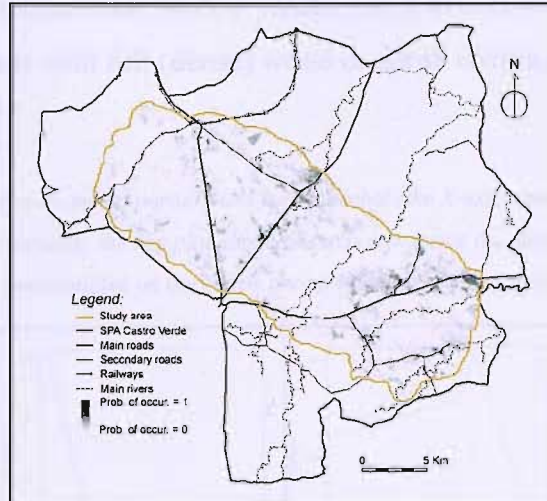 N
Legend:
Study area
SPA Castro Verde
Main roads
Secondary roads
Railways
Main rivers
Prob. of occur. = 1
Prob. of occur. = 0
0 5 Km